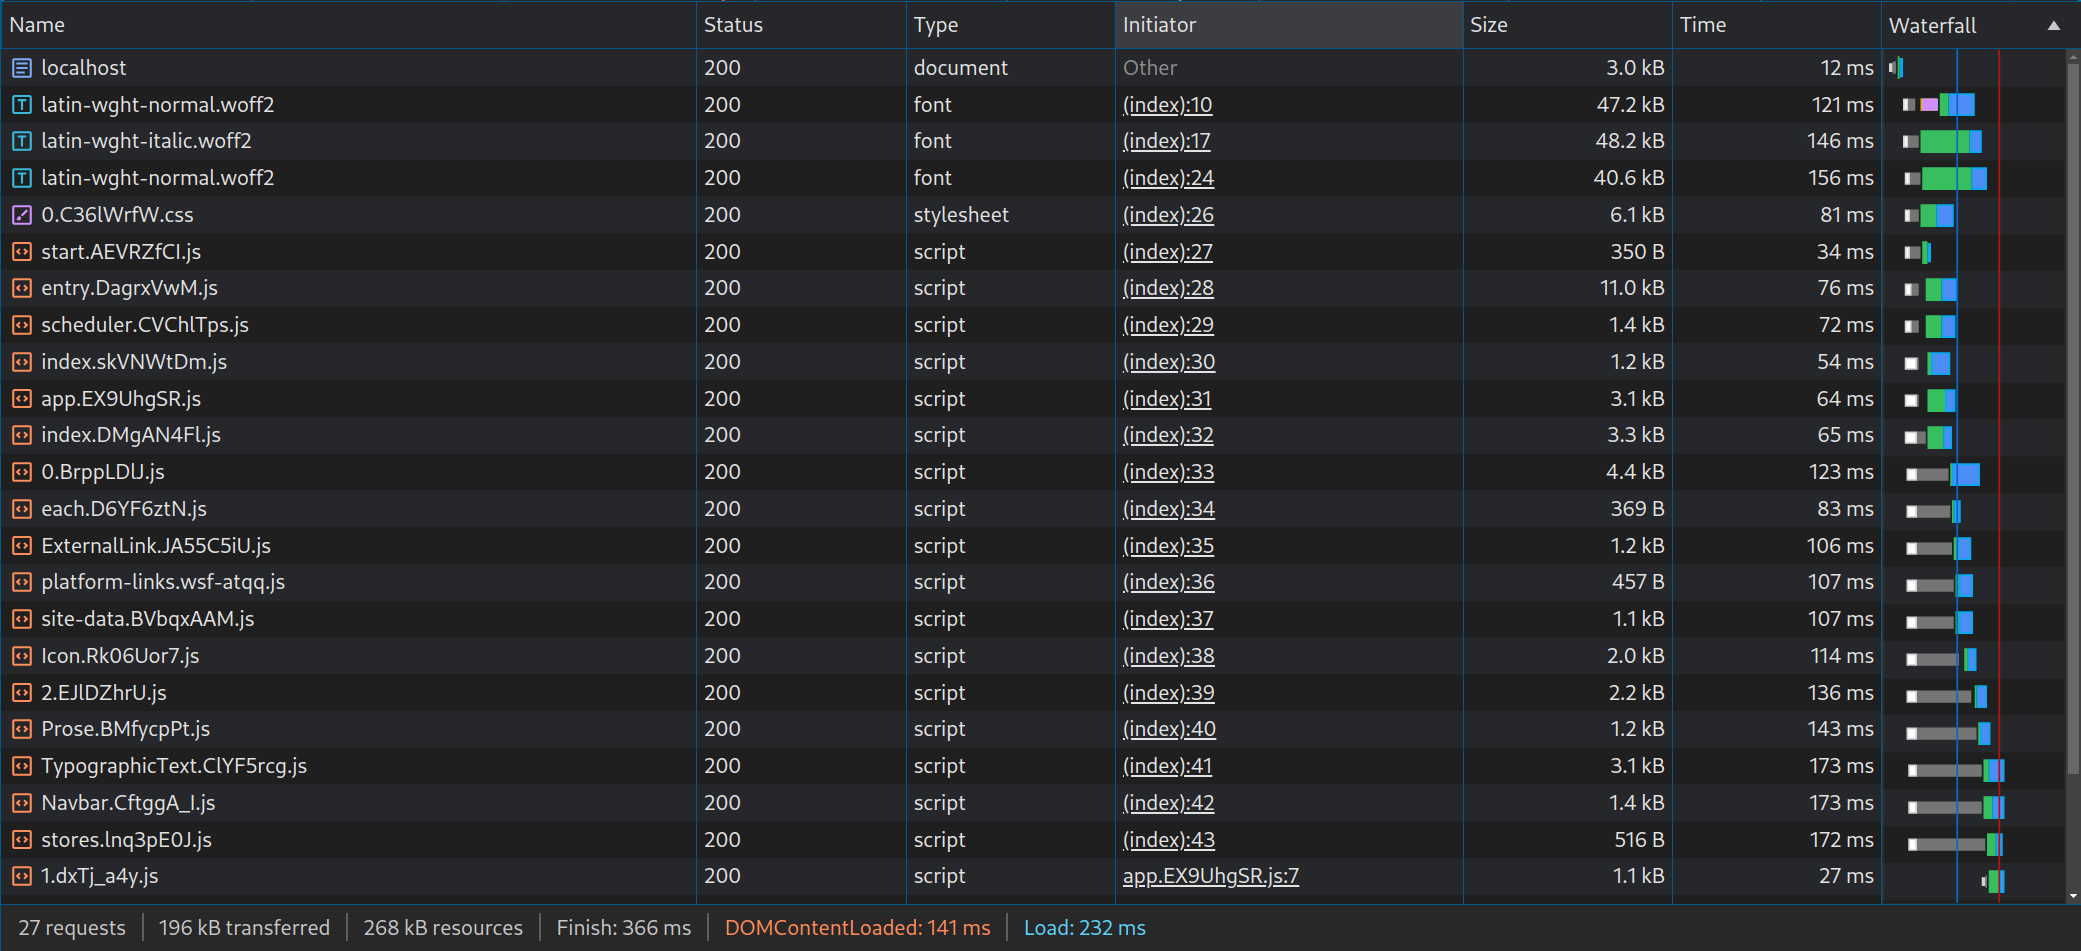 Name Status Type Initiator Size Time Waterfall
localhost 200 document Other 3.0 kB 12 ms
latin-wght-normal.woff2 200 font (index):10 47.2 kB 121 ms
latin-wght-italic.woff2 200 font (index):17 48.2 kB 146 ms
latin-wght-normal.woff2 200 font (index):24 40.6 kB 156 ms
0.C36lWrfW.css 200 stylesheet (index):26 6.1 kB 81 ms
start.AEVRZfCI.js 200 script (index):27 350 B 34 ms
entry.DagrxVwM.js 200 script (index):28 11.0 kB 76 ms
scheduler.CVChlTps.js 200 script (index):29 1.4 kB 72 ms
index.skVNWtDm.js 200 script (index):30 1.2 kB 54 ms
app.EX9UhgSR.js 200 script (index):31 3.1 kB 64 ms
index.DMgAN4Fl.js 200 script (index):32 3.3 kB 65 ms
0.BrppLDlJ.js 200 script (index):33 4.4 kB 123 ms
each.D6YF6ztN.js 200 script (index):34 369 B 83 ms
ExternalLink.JA55C5iU.js 200 script (index):35 1.2 kB 106 ms
platform-links.wsf-atqq.js 200 script (index):36 457 B 107 ms
site-data.BVbqxAAM.js 200 script (index):37 1.1 kB 107 ms
Icon.Rk06Uor7.js 200 script (index):38 2.0 kB 114 ms
2.EJlDZhrU.js 200 script (index):39 2.2 kB 136 ms
Prose.BMfycpPt.js 200 script (index):40 1.2 kB 143 ms
TypographicText.ClYF5rcg.js 200 script (index):41 3.1 kB 173 ms
Navbar.CftggA_I.js 200 script (index):42 1.4 kB 173 ms
stores.lnq3pE0J.js 200 script (index):43 516 B 172 ms
1.dxTj_a4y.js 200 script app.EX9UhgSR.js:7 1.1 kB 27 ms
27 requests 196 kB transferred 268 kB resources Finish: 366 ms DOMContentLoaded: 141 ms Load: 232 ms